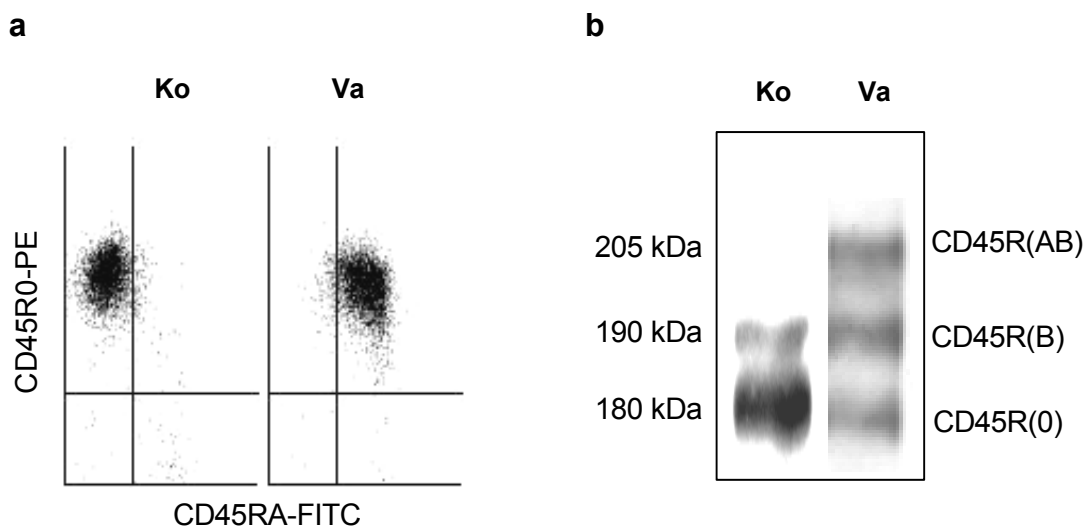 a
Ko
Va
CD45R0-PE
CD45RA-FITC
b
Ko
Va
205 kDa
CD45R(AB)
190 kDa
CD45R(B)
180 kDa
CD45R(0)